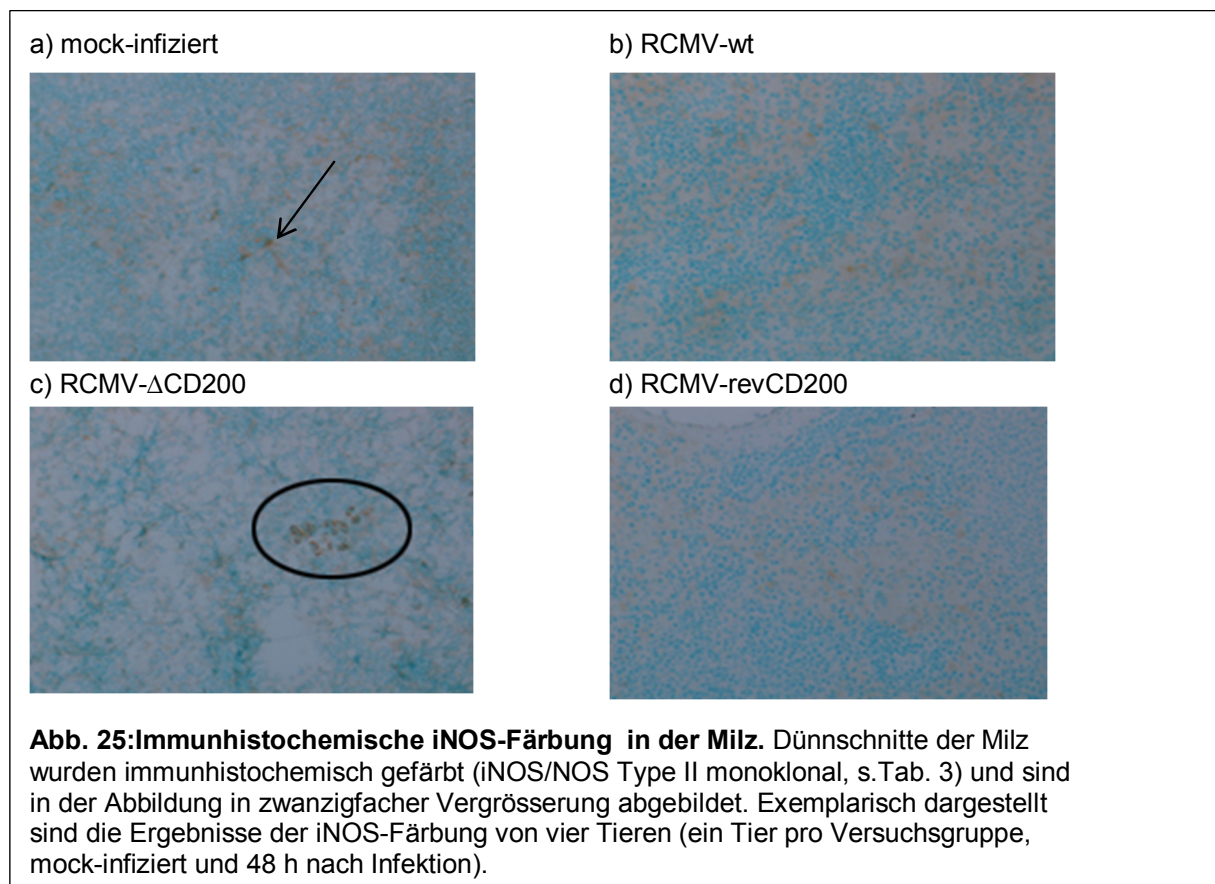 a) mock-infiziert
b) RCMV-wt
c) RCMV-ΔCD200
d) RCMV-revCD200
Abb. 25:Immunhistochemische iNOS-Färbung in der Milz. Dünnschnitte der Milz
wurden immunhistochemisch gefärbt (iNOS/NOS Type II monoklonal, s.Tab. 3) und sind
in der Abbildung in zwanzigfacher Vergrösserung abgebildet. Exemplarisch dargestellt
sind die Ergebnisse der iNOS-Färbung von vier Tieren (ein Tier pro Versuchsgruppe,
mock-infiziert und 48 h nach Infektion).